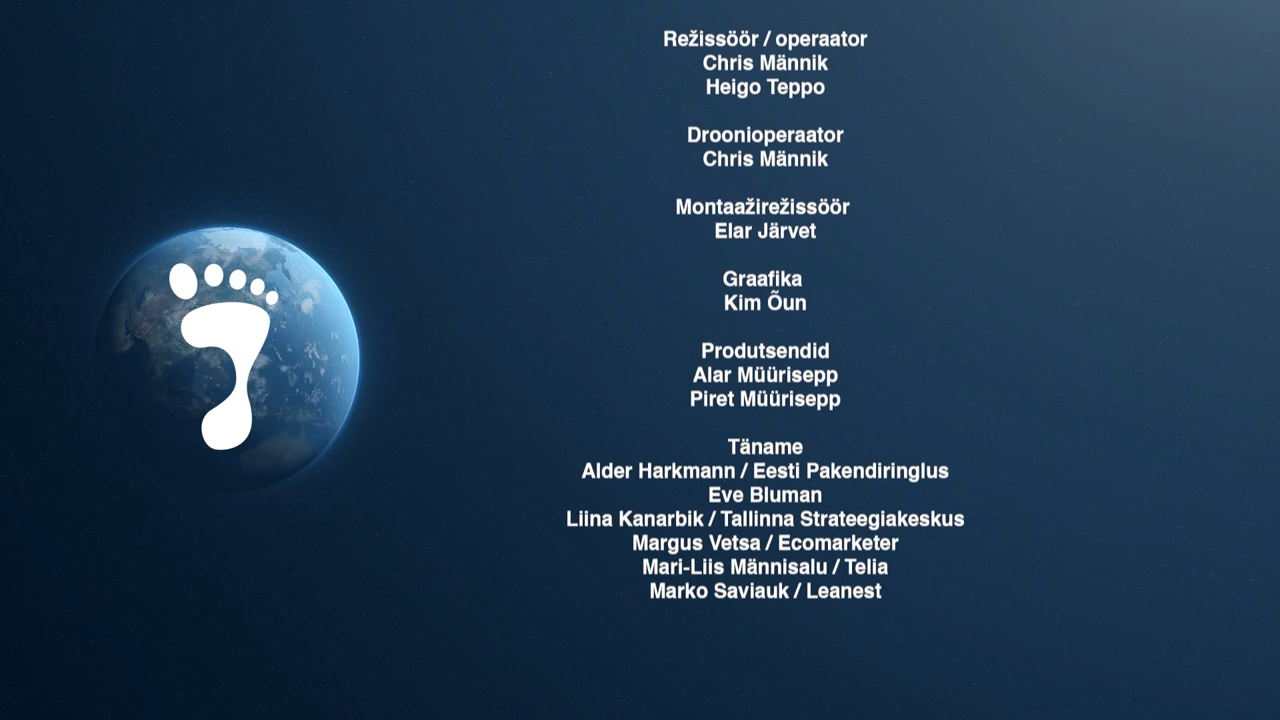 Režissöör / operaator
Chris Männik
Heigo Teppo
Droonioperaator
Chris Männik
Montaažirežissöör
Elar Järvet
Graafika
Kim Õun
Produtsendid
Alar Müürisepp
Piret Müürisepp
Täname
Alder Harkmann / Eesti Pakendiringlus
Eve Bluman
Liina Kanarbik / Tallinna Strateegiakeskus
Margus Vetsa / Ecomarketer
Mari-Liis Männisalu / Telia
Marko Saviauk / Leanest